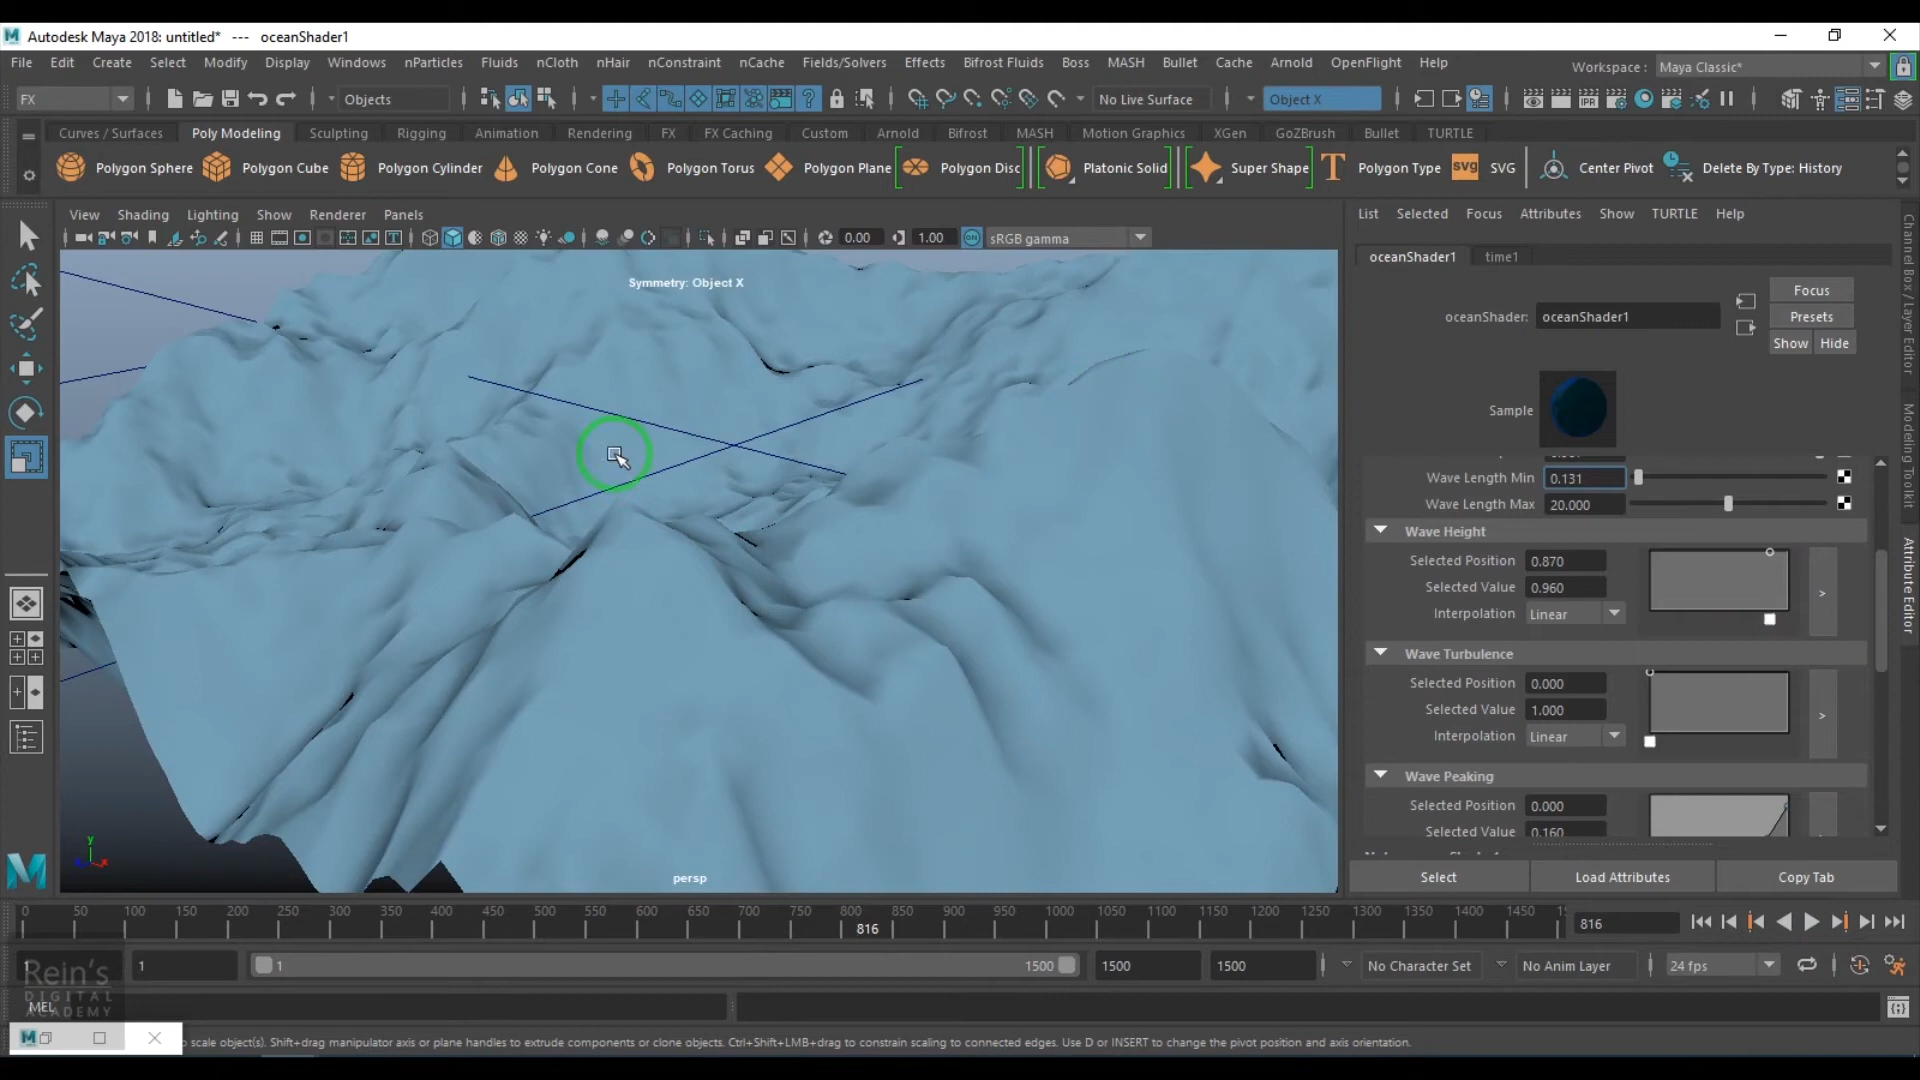 Autodesk Maya 2018: untitled* --- oceanShader1
File Edit Create Select Modify Display Windows nParticles Fluids nCloth nHair nConstraint nCache Fields/Solvers Effects Bifrost Fluids Boss MASH Bullet Cache Arnold OpenFlight Help Workspace : Maya Classic*
FX Objects No Live Surface Object X
Curves / Surfaces Poly Modeling Sculpting Rigging Animation Rendering FX FX Caching Custom Arnold Bifrost MASH Motion Graphics XGen GoZBrush Bullet TURTLE
Polygon Sphere Polygon Cube Polygon Cylinder Polygon Cone Polygon Torus Polygon Plane Polygon Disc Platonic Solid Super Shape Polygon Type SVG SVG Center Pivot Delete By Type: History
View Shading Lighting Show Renderer Panels
0.00 1.00 ON sRGB gamma
Symmetry: Object X
persp
List Selected Focus Attributes Show TURTLE Help
oceanShader1 time1
oceanShader: oceanShader1
Focus
Presets
Show Hide
Sample
Wave Length Min 0.131
Wave Length Max 20.000
Wave Height
Selected Position 0.870
Selected Value 0.960
Interpolation Linear
>
Wave Turbulence
Selected Position 0.000
Selected Value 1.000
Interpolation Linear
>
Wave Peaking
Selected Position 0.000
Selected Value 0.160
Select Load Attributes Copy Tab
Channel Box / Layer Editor
Modeling Toolkit
Attribute Editor
0 50 100 150 200 250 300 350 400 450 500 550 600 650 700 750 800 850 900 950 1000 1050 1100 1150 1200 1250 1300 1350 1400 1450
816
816
1 1 1 1500 1500 1500 No Character Set No Anim Layer 24 fps
Rein's
DIGITAL
ACADEMY
MEL
scale object(s). Shift+drag manipulator axis or plane handles to extrude components or clone objects. Ctrl+Shift+LMB+drag to constrain scaling to connected edges. Use D or INSERT to change the pivot position and axis orientation.